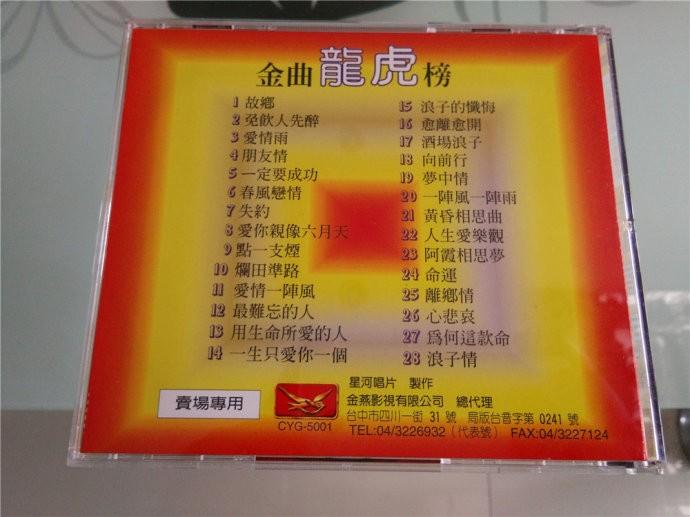 金曲龍虎榜
1 故鄉
2 免飲人先醉
3 愛情雨
4 朋友情
5 一定要成功
6 春風戀情
7 失約
8 愛你親像六月天
9 點一支煙
10 爛田準路
11 愛情一陣風
12 最難忘的人
13 用生命所愛的人
14 一生只愛你一個
15 浪子的懺悔
16 愈離愈開
17 酒場浪子
18 向前行
19 夢中情
20 一陣風一陣雨
21 黃昏相思曲
22 人生愛樂觀
23 阿霞相思夢
24 命運
25 離鄉情
26 心悲哀
27 為何這款命
28 浪子情
賣場專用
CYG-5001
星河唱片 製作
金燕影視有限公司 總代理
台中市四川一街 31 號 局版台音字第 0241 號
TEL:04/3226932(代表號) FAX:04/3227124